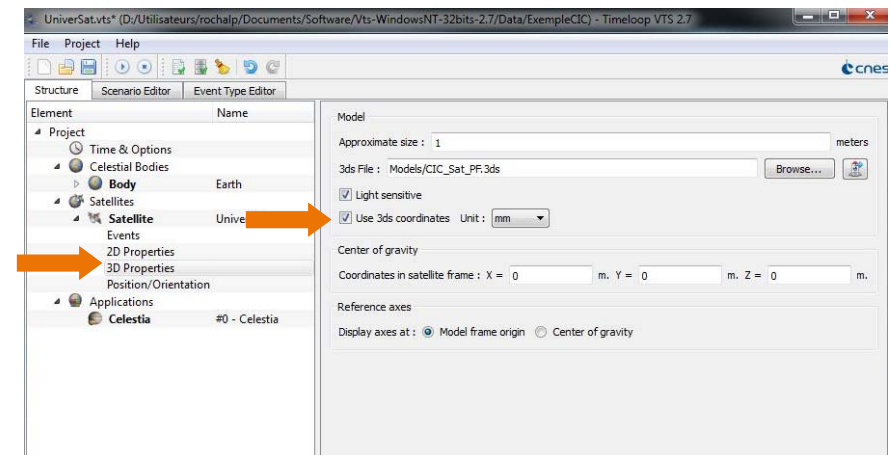 UniverSat.vts* (D:/Utilisateurs/rochalp/Documents/Software/Vts-WindowsNT-32bits-2.7/Data/ExempleCIC) - Timeloop VTS 2.7
File Project Help
cnes
Structure Scenario Editor Event Type Editor
Element Name
Project
Time & Options
Celestial Bodies
Body Earth
Satellites
Satellite Unive
Events
2D Properties
3D Properties
Position/Orientation
Applications
Celestia #0 - Celestia
Model
Approximate size : 1 meters
3ds File : Models/CIC_Sat_PF.3ds Browse...
Light sensitive
Use 3ds coordinates Unit : mm
Center of gravity
Coordinates in satellite frame : X = 0 m. Y = 0 m. Z = 0 m.
Reference axes
Display axes at : Model frame origin Center of gravity